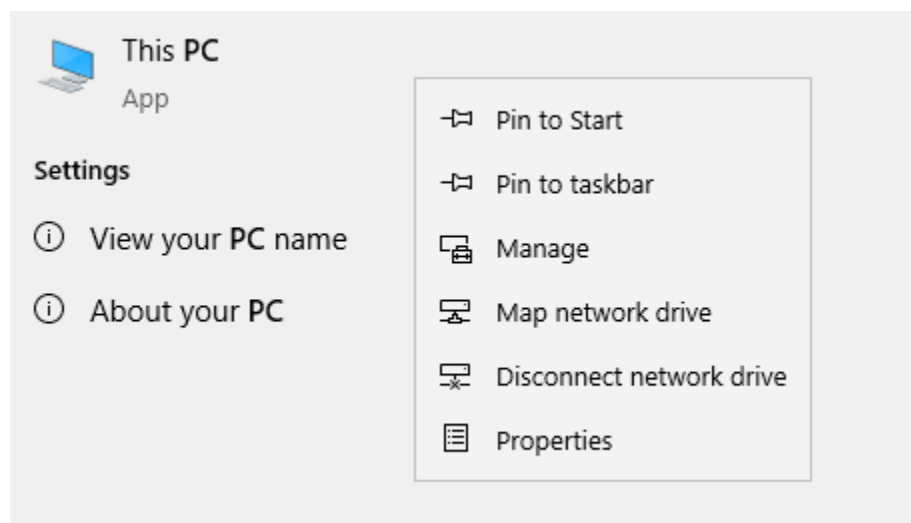 This PC
App
Settings
View your PC name
About your PC
Pin to Start
Pin to taskbar
Manage
Map network drive
Disconnect network drive
Properties